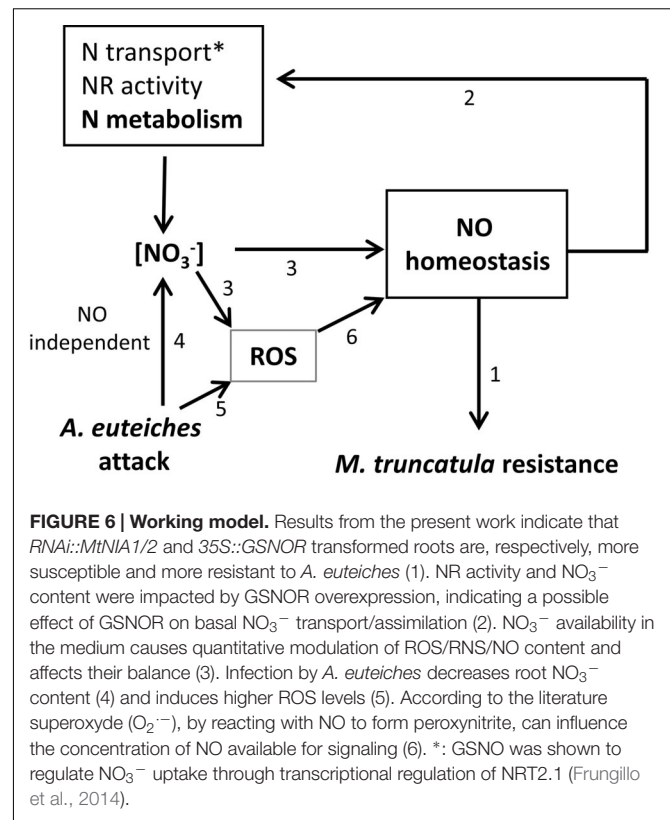 N transport*
NR activity
N metabolism
2
[NO₃⁻]
3
NO
homeostasis
3
NO
independent
4
ROS
6
5
1
A. euteiches
attack
M. truncatula resistance
FIGURE 6 | Working model. Results from the present work indicate that
RNAi::MtNIA1/2 and 35S::GSNOR transformed roots are, respectively, more
susceptible and more resistant to A. euteiches (1). NR activity and NO₃⁻
content were impacted by GSNOR overexpression, indicating a possible
effect of GSNOR on basal NO₃⁻ transport/assimilation (2). NO₃⁻ availability in
the medium causes quantitative modulation of ROS/RNS/NO content and
affects their balance (3). Infection by A. euteiches decreases root NO₃⁻
content (4) and induces higher ROS levels (5). According to the literature
superoxyde (O₂·⁻), by reacting with NO to form peroxynitrite, can influence
the concentration of NO available for signaling (6). *: GSNO was shown to
regulate NO₃⁻ uptake through transcriptional regulation of NRT2.1 (Frungillo
et al., 2014).